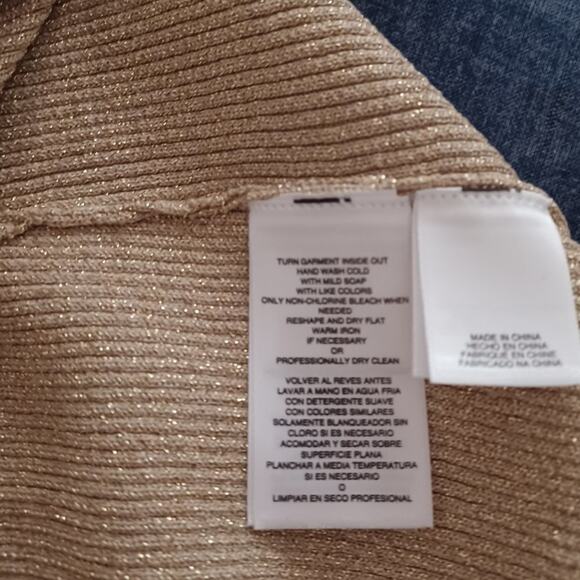 TURN GARMENT INSIDE OUT
HAND WASH COLD
WITH MILD SOAP
WITH LIKE COLORS
ONLY NON-CHLORINE BLEACH WHEN
NEEDED
RESHAPE AND DRY FLAT
WARM IRON
IF NECESSARY
OR
PROFESSIONALLY DRY CLEAN
VOLVER AL REVES ANTES
LAVAR A MANO EN AGUA FRIA
CON DETERGENTE SUAVE
CON COLORES SIMILARES
SOLAMENTE BLANQUEADOR SIN
CLORO SI ES NECESARIO
ACOMODAR Y SECAR SOBRE
SUPERFICIE PLANA
PLANCHAR A MEDIA TEMPERATURA
SI ES NECESARIO
O
LIMPIAR EN SECO PROFESIONAL
MADE IN CHINA
HECHO EN CHINA
FABRIQUE EN CHINE
FABRICADO NA CHINA